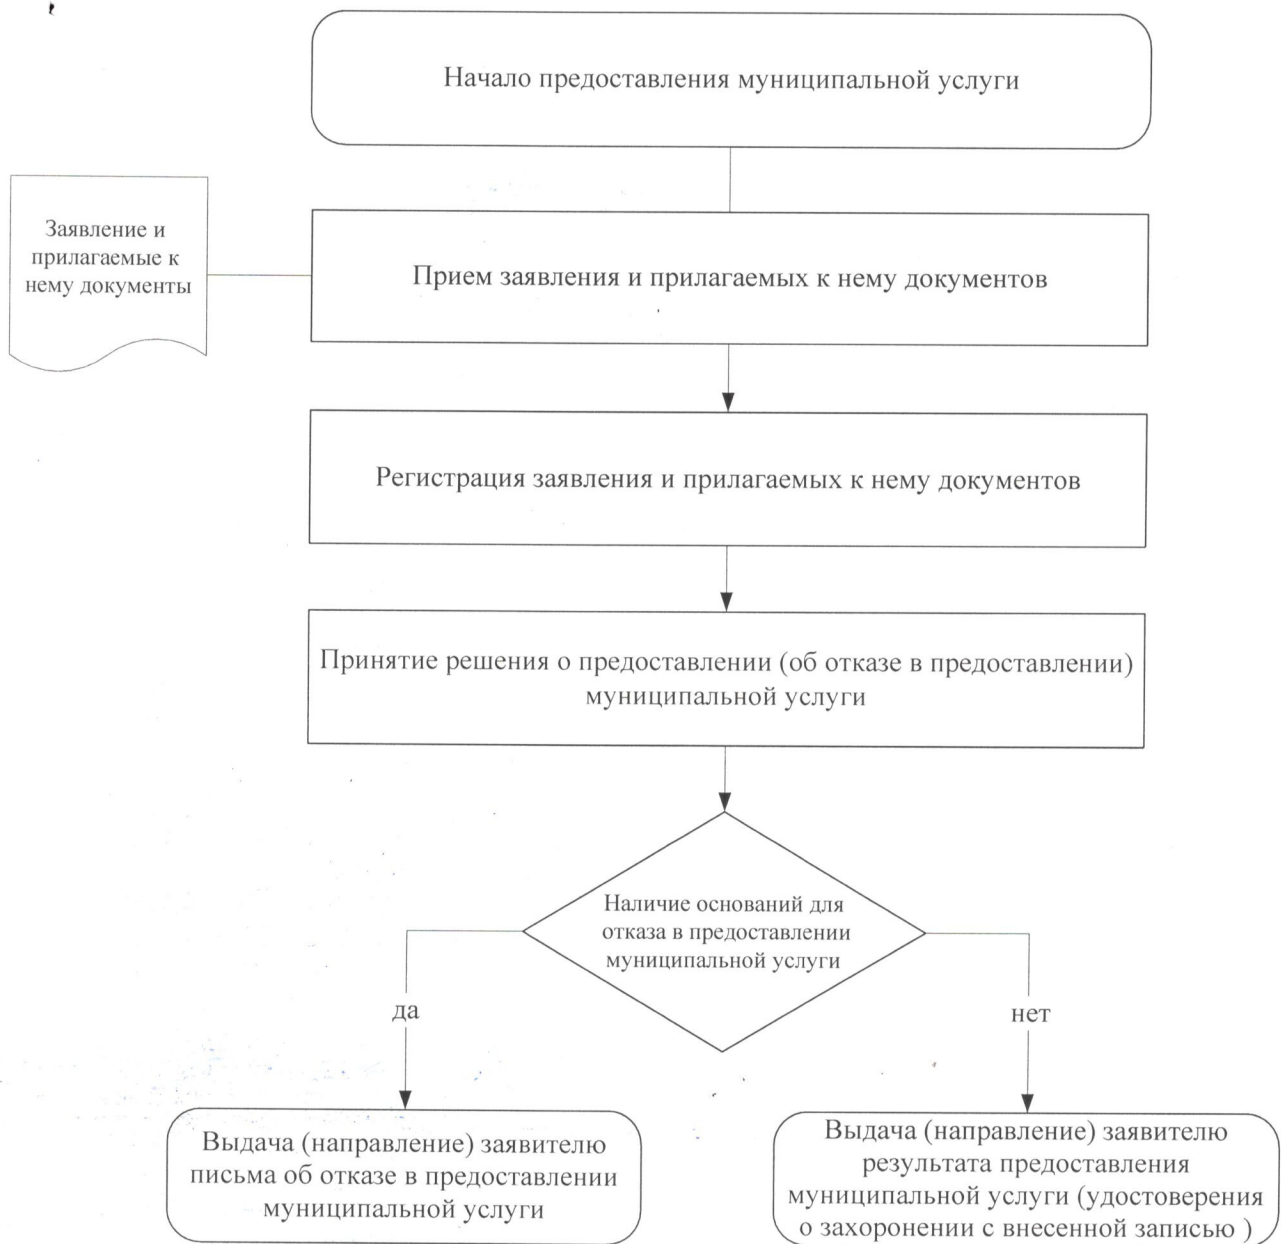 Начало предоставления муниципальной услуги
Заявление и
прилагаемые к
нему документы
Прием заявления и прилагаемых к нему документов
Регистрация заявления и прилагаемых к нему документов
Принятие решения о предоставлении (об отказе в предоставлении)
муниципальной услуги
Наличие оснований для
отказа в предоставлении
муниципальной услуги
да
нет
Выдача (направление) заявителю
письма об отказе в предоставлении
муниципальной услуги
Выдача (направление) заявителю
результата предоставления
муниципальной услуги (удостоверения
о захоронении с внесенной записью )